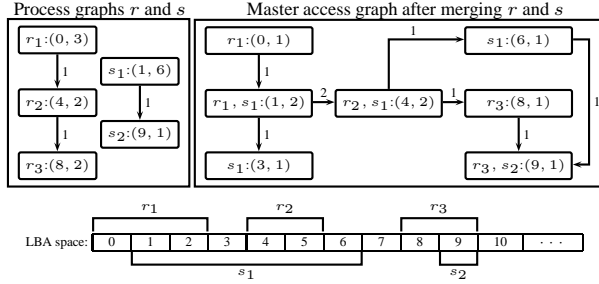 Process graphs r and s
Master access graph after merging r and s
r1:(0, 3)
1
s1:(1, 6)
r2:(4, 2)
1
1
s2:(9, 1)
r3:(8, 2)
r1:(0, 1)
1
s1:(6, 1)
1
r1, s1:(1, 2)
2
r2, s1:(4, 2)
1
r3:(8, 1)
1
1
1
s1:(3, 1)
r3, s2:(9, 1)
r1
r2
r3
LBA space: 0 1 2 3 4 5 6 7 8 9 10 · · ·
s1
s2